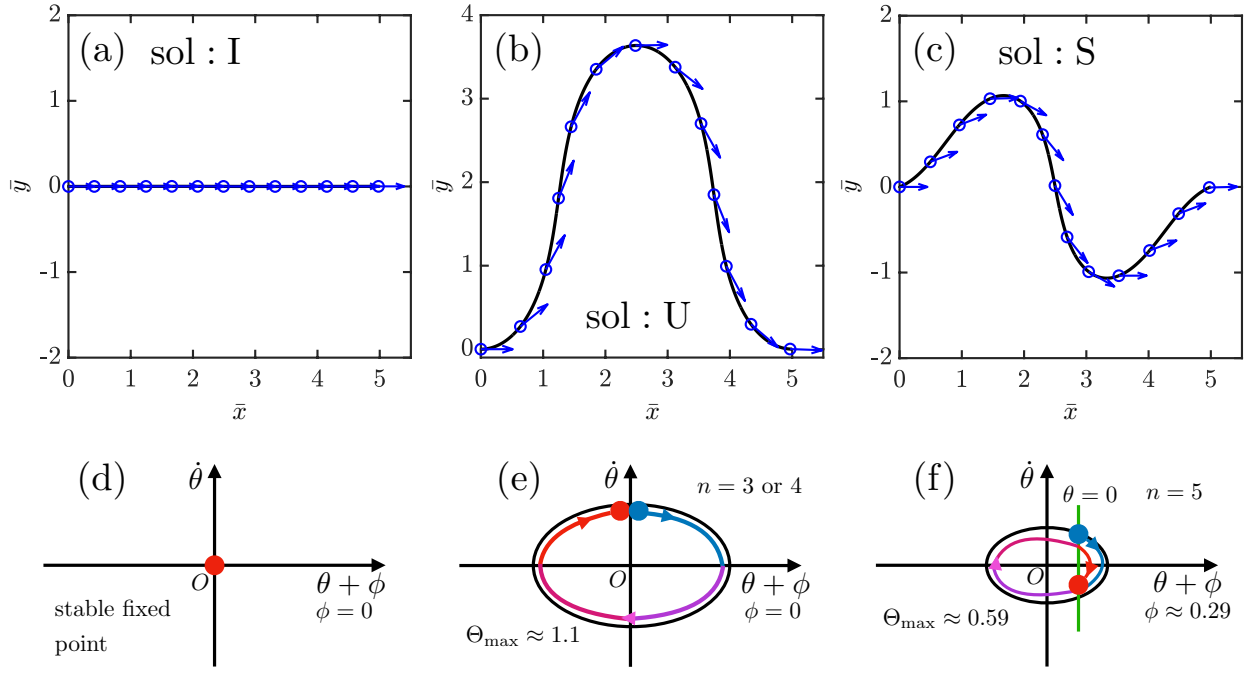 (a) sol : I
2
1
0
-1
-2
ȳ
0 1 2 3 4 5
x̄
(b)
sol : U
4
3
2
1
0
ȳ
0 1 2 3 4 5
x̄
(c) sol : S
2
1
0
-1
-2
ȳ
0 1 2 3 4 5
x̄
(d)
θ̇
O
θ + ϕ
ϕ = 0
stable fixed
point
(e)
θ̇
n = 3 or 4
O
θ + ϕ
ϕ = 0
Θmax ≈ 1.1
(f)
θ̇
θ = 0
n = 5
O
θ + ϕ
ϕ ≈ 0.29
Θmax ≈ 0.59